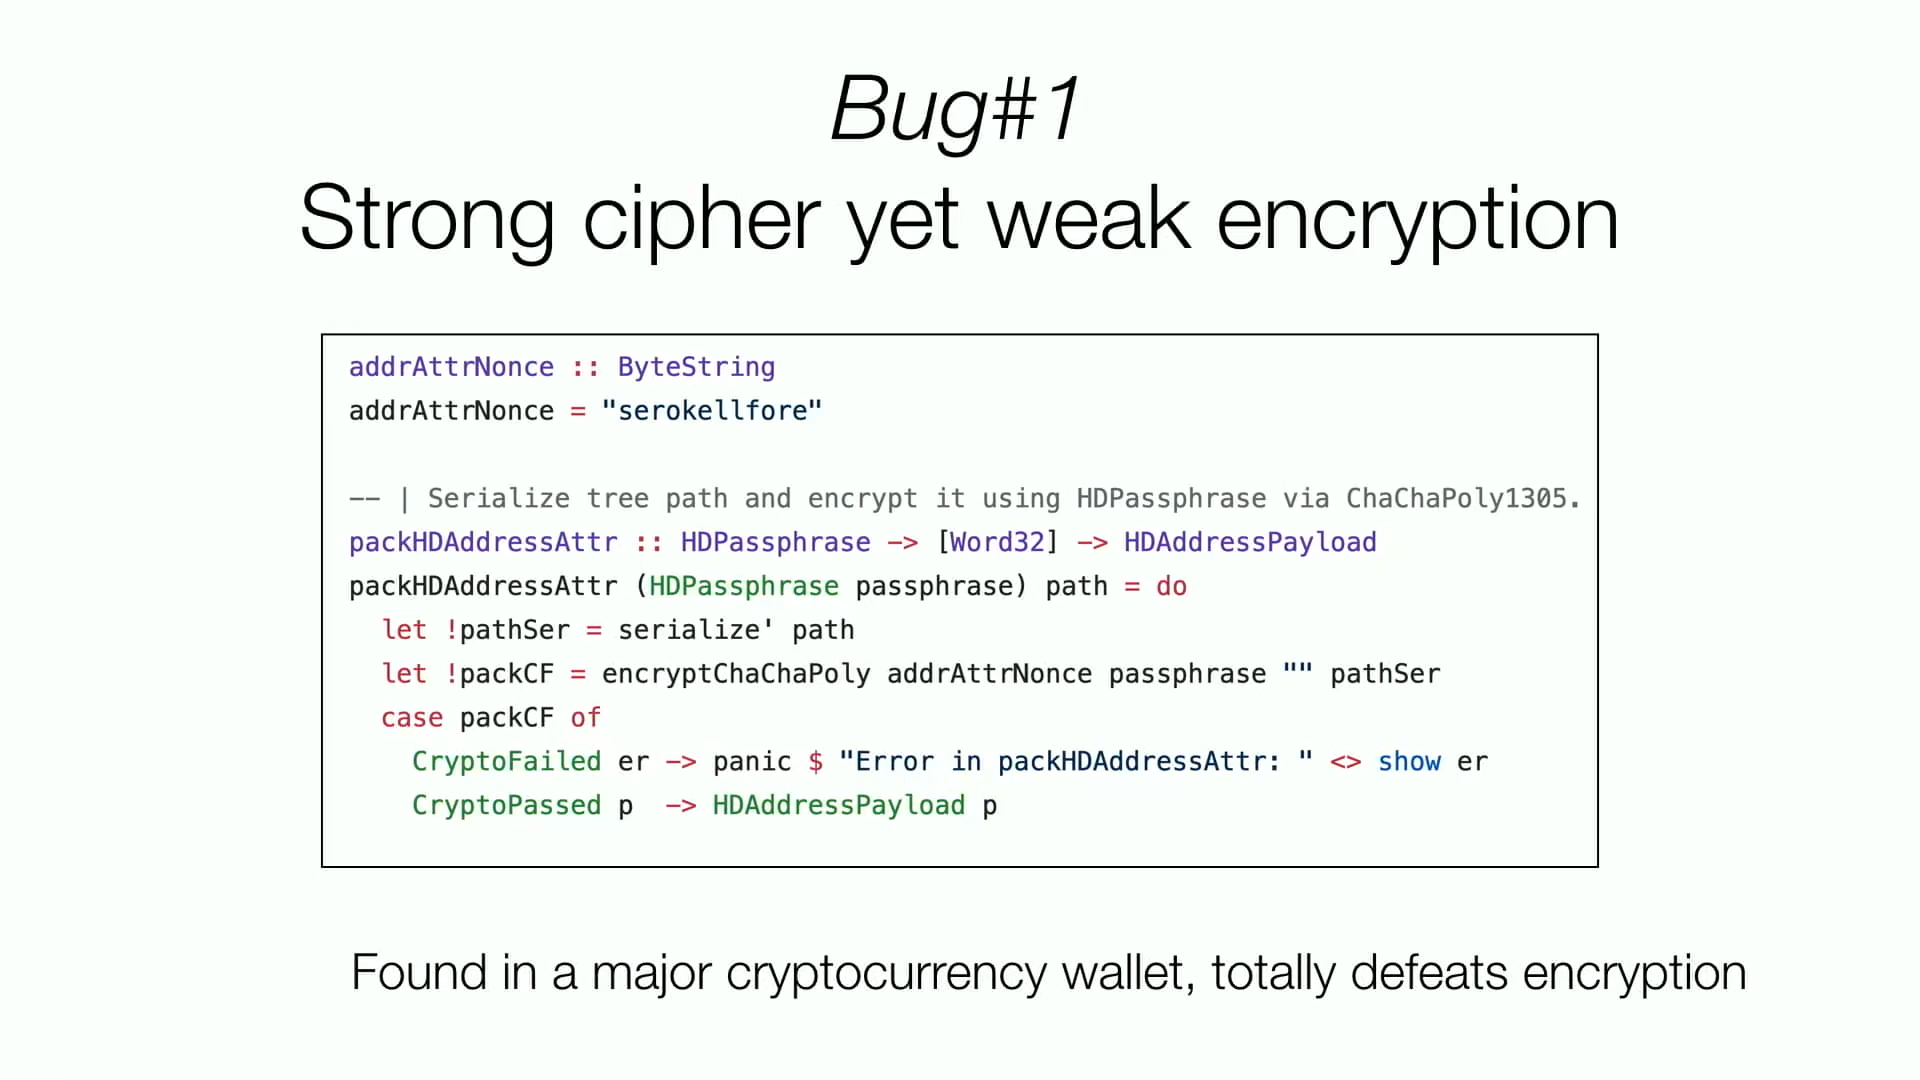 Bug#1
Strong cipher yet weak encryption
addrAttrNonce :: ByteString
addrAttrNonce = "serokellfore"
-- | Serialize tree path and encrypt it using HDPassphrase via ChaChaPoly1305.
packHDAddressAttr :: HDPassphrase -> [Word32] -> HDAddressPayload
packHDAddressAttr (HDPassphrase passphrase) path = do
  let !pathSer = serialize' path
  let !packCF = encryptChaChaPoly addrAttrNonce passphrase "" pathSer
  case packCF of
    CryptoFailed er -> panic $ "Error in packHDAddressAttr: " <> show er
    CryptoPassed p  -> HDAddressPayload p
Found in a major cryptocurrency wallet, totally defeats encryption